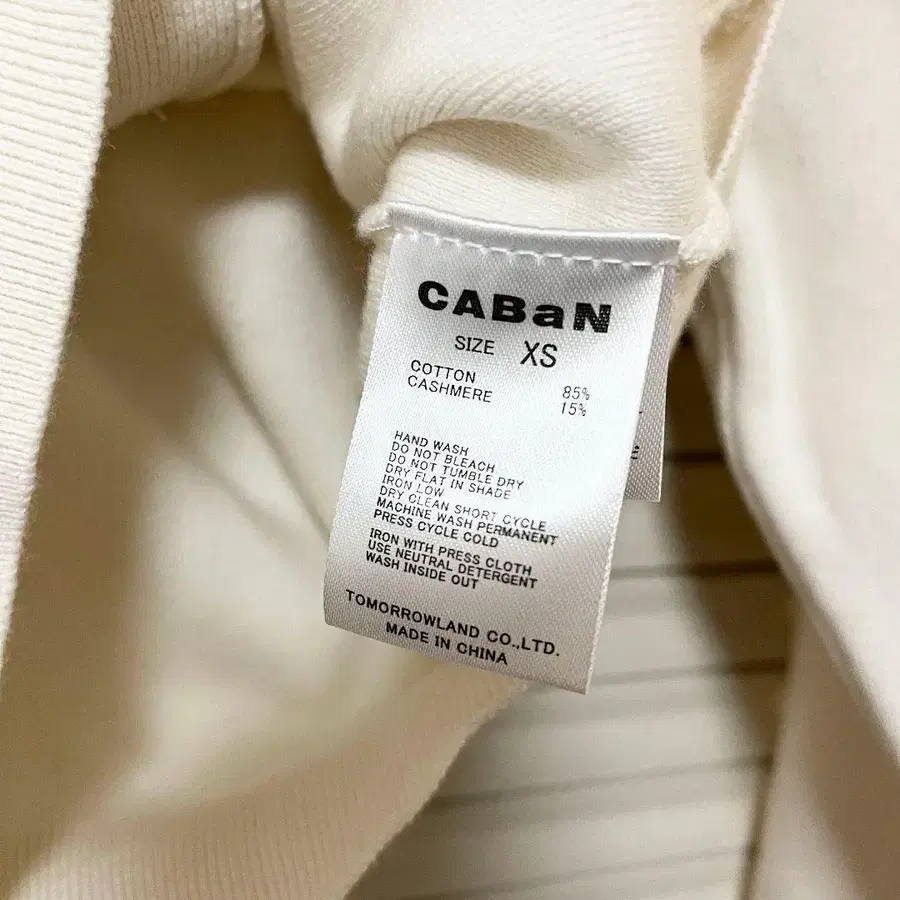 CABaN
SIZE XS
COTTON 85%
CASHMERE 15%
HAND WASH
DO NOT BLEACH
DO NOT TUMBLE DRY
DRY FLAT IN SHADE
IRON LOW
DRY CLEAN SHORT CYCLE
MACHINE WASH PERMANENT
PRESS CYCLE COLD
IRON WITH PRESS CLOTH
USE NEUTRAL DETERGENT
WASH INSIDE OUT
TOMORROWLAND CO.,LTD.
MADE IN CHINA